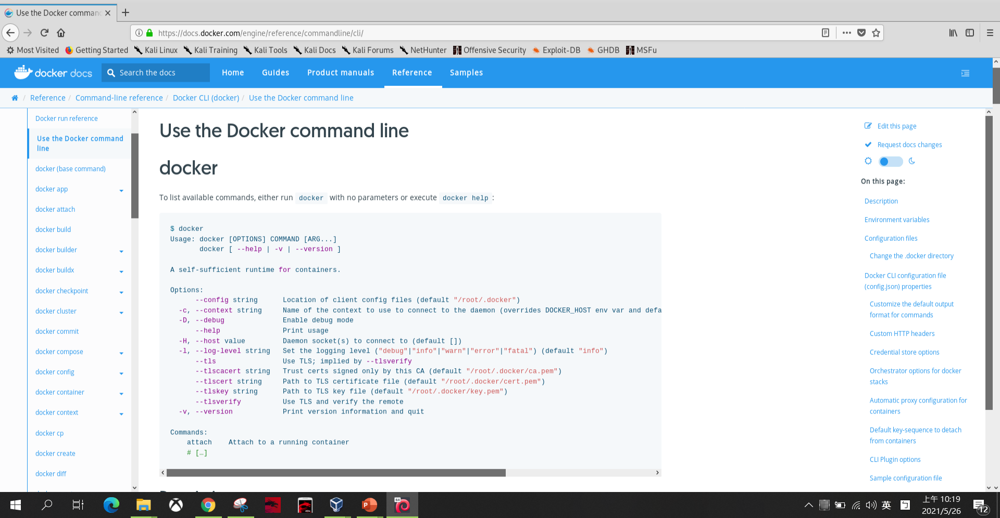 Use the Docker comman
https://docs.docker.com/engine/reference/commandline/cli/
Most Visited Getting Started Kali Linux Kali Training Kali Tools Kali Docs Kali Forums NetHunter Offensive Security Exploit-DB GHDB MSFu
docker docs Search the docs Home Guides Product manuals Reference Samples
/ Reference / Command-line reference / Docker CLI (docker) / Use the Docker command line
Docker run reference
Use the Docker command
line
docker (base command)
docker app
docker attach
docker build
docker builder
docker buildx
docker checkpoint
docker cluster
docker commit
docker compose
docker config
docker container
docker context
docker cp
docker create
docker diff
Use the Docker command line
docker
To list available commands, either run docker with no parameters or execute docker help :
$ docker
Usage: docker [OPTIONS] COMMAND [ARG...]
docker [ --help | -v | --version ]
A self-sufficient runtime for containers.
Options:
--config string Location of client config files (default "/root/.docker")
-c, --context string Name of the context to use to connect to the daemon (overrides DOCKER_HOST env var and defa
-D, --debug Enable debug mode
--help Print usage
-H, --host value Daemon socket(s) to connect to (default [])
-l, --log-level string Set the logging level ("debug"|"info"|"warn"|"error"|"fatal") (default "info")
--tls Use TLS; implied by --tlsverify
--tlscacert string Trust certs signed only by this CA (default "/root/.docker/ca.pem")
--tlscert string Path to TLS certificate file (default "/root/.docker/cert.pem")
--tlskey string Path to TLS key file (default "/root/.docker/key.pem")
--tlsverify Use TLS and verify the remote
-v, --version Print version information and quit
Commands:
attach Attach to a running container
# […]
Edit this page
Request docs changes
On this page:
Description
Environment variables
Configuration files
Change the .docker directory
Docker CLI configuration file
(config.json) properties
Customize the default output
format for commands
Custom HTTP headers
Credential store options
Orchestrator options for docker
stacks
Automatic proxy configuration for
containers
Default key-sequence to detach
from containers
CLI Plugin options
Sample configuration file
64
英
上午 10:19
2021/5/26
12